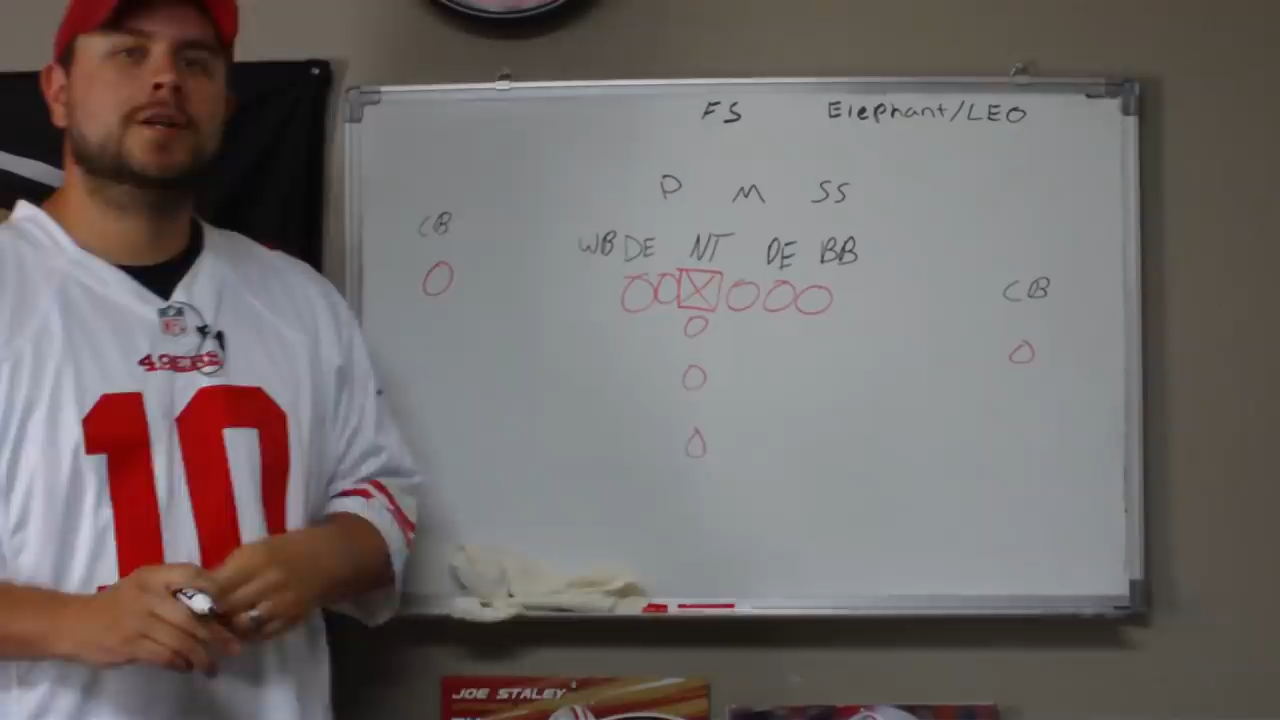 FS Elephant/LEO
P M SS
CB
WB DE NT DE BB
CB
NFL
49ERS
10
JOE STALEY